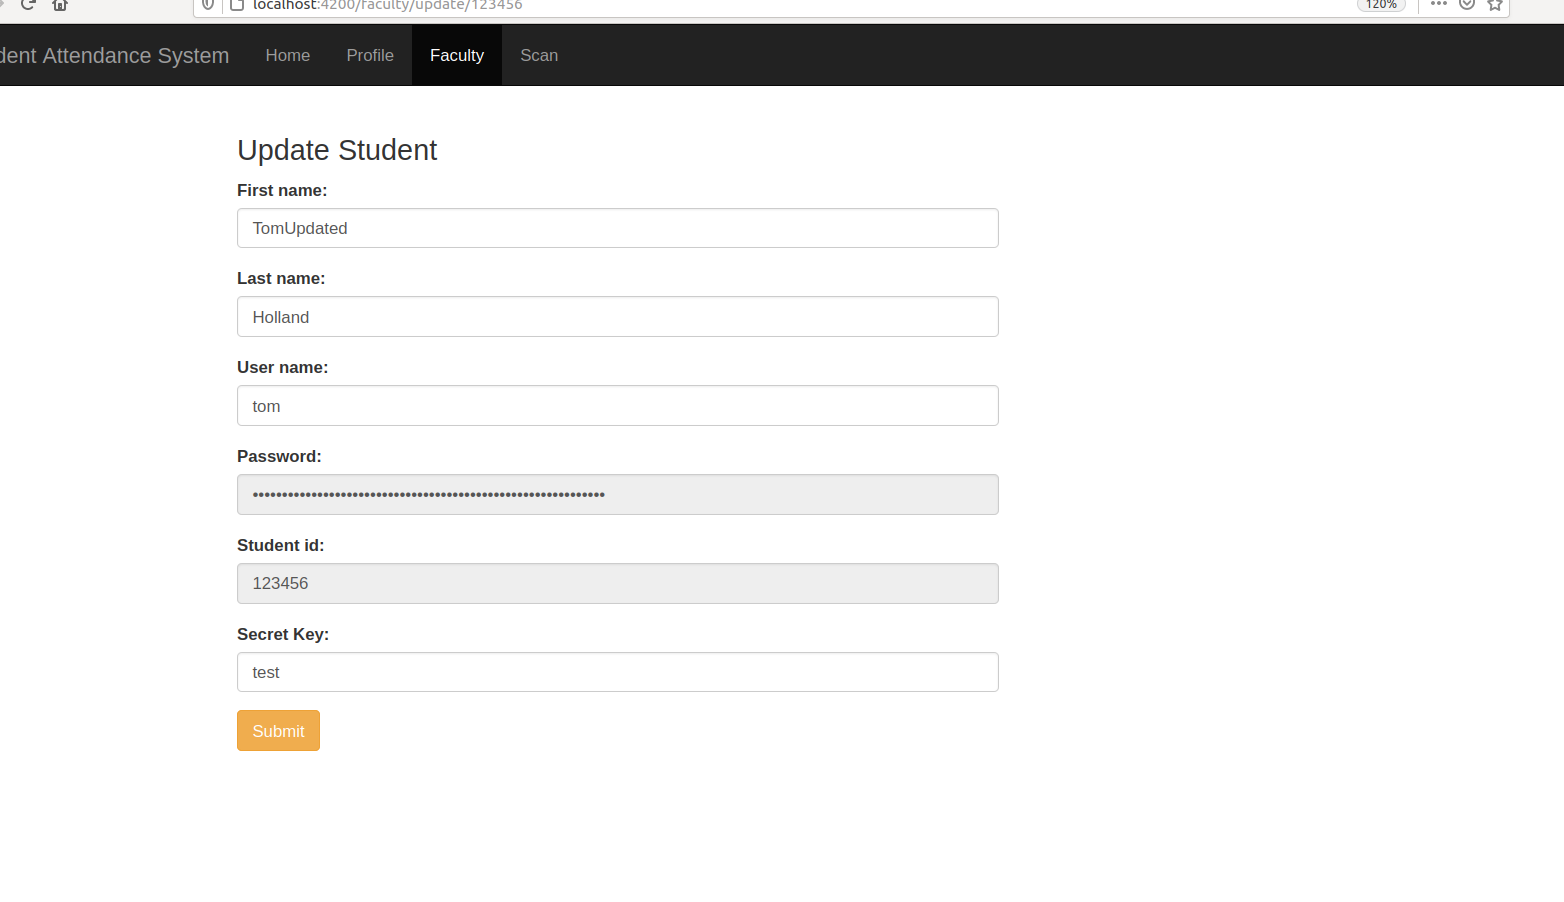 localhost:4200/faculty/update/123456
120%
dent Attendance System
Home
Profile
Faculty
Scan
Update Student
First name:
TomUpdated
Last name:
Holland
User name:
tom
Password:
••••••••••••••••••••••••••••••••••••••••••••••••••••••••••••
Student id:
123456
Secret Key:
test
Submit